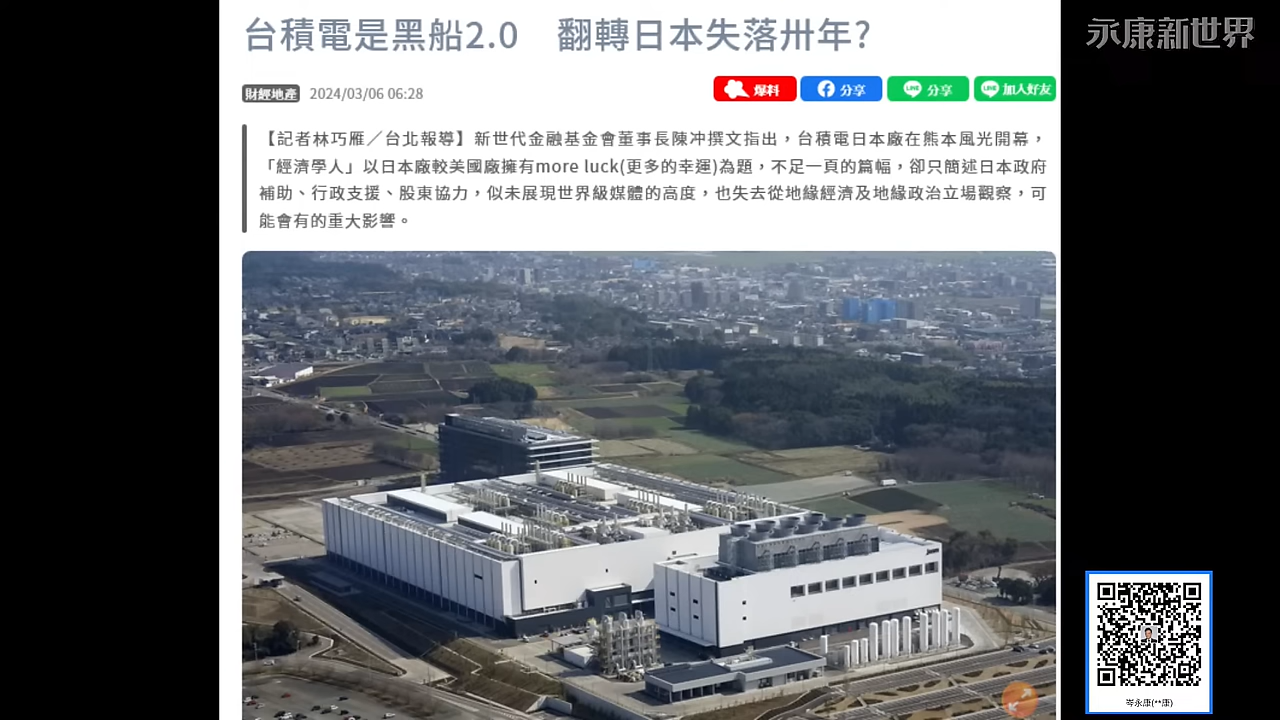 台積電是黑船2.0　翻轉日本失落卅年?
永康新世界
財經地產 2024/03/06 06:28
爆料 分享 分享 加入好友
【記者林巧雁／台北報導】新世代金融基金會董事長陳冲撰文指出，台積電日本廠在熊本風光開幕，
「經濟學人」以日本廠較美國廠擁有more luck(更多的幸運)為題，不足一頁的篇幅，卻只簡述日本政府
補助、行政支援、股東協力，似未展現世界級媒體的高度，也失去從地緣經濟及地緣政治立場觀察，可
能會有的重大影響。
岑永康(**康)